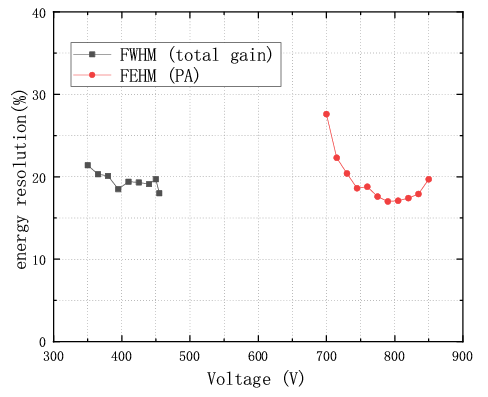 40
30
20
10
0
energy resolution(%)
FWHM (total gain)
FEHM (PA)
300 400 500 600 700 800 900
Voltage (V)